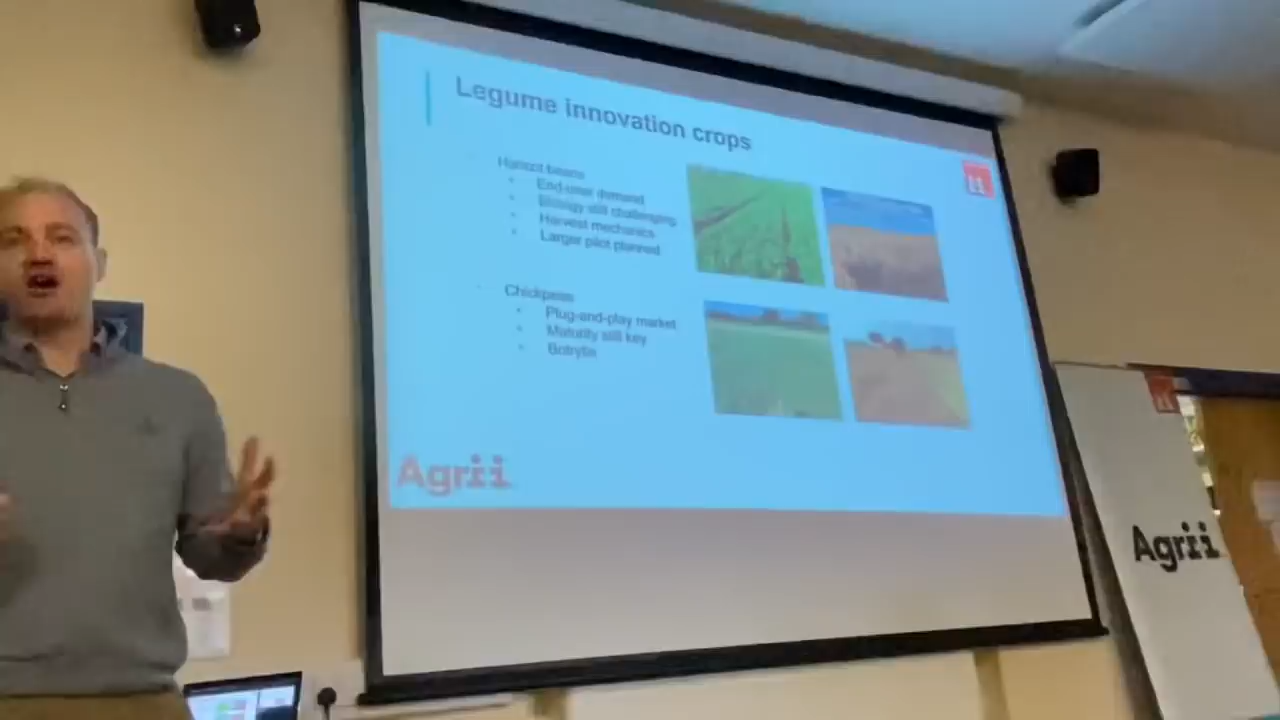 Legume innovation crops
Haricot beans
• End-user demand
• Biology still challenging
• Harvest mechanics
• Larger pilot planned
Chickpeas
• Plug-and-play market
• Maturity still key
• Botrytis
Agrii
Agrii